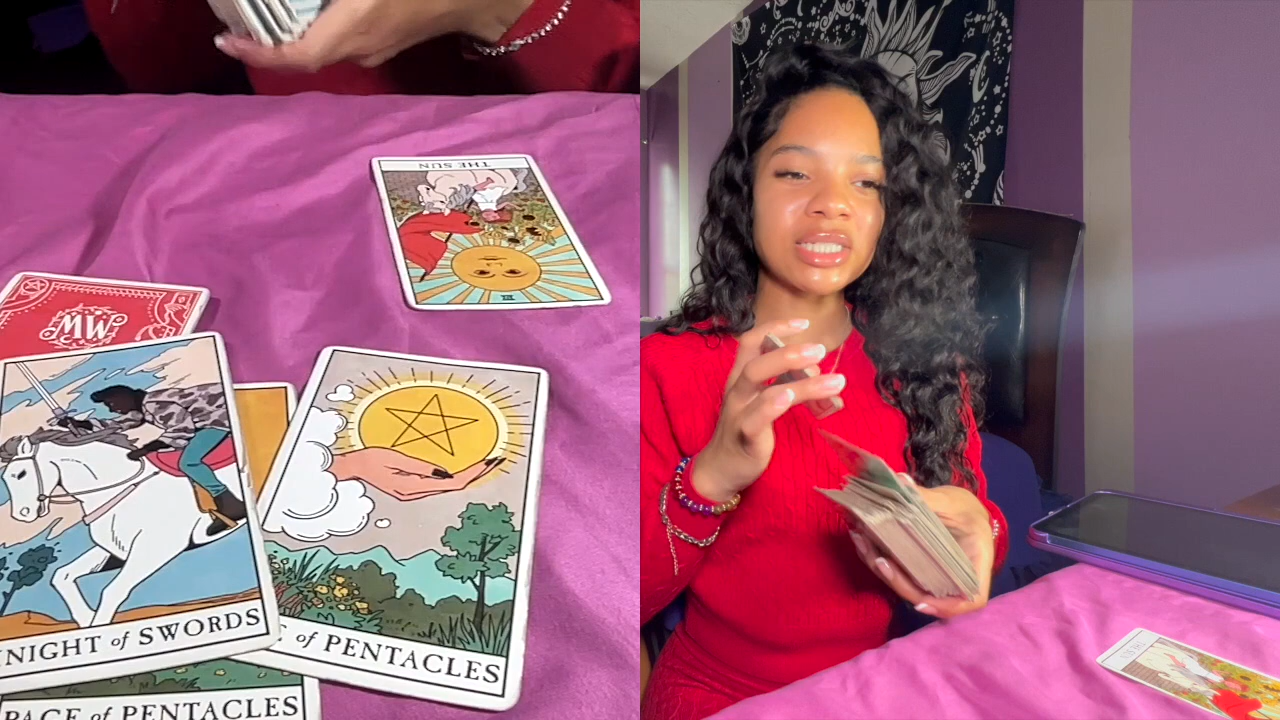 THE SUN
MW
KNIGHT of SWORDS
of PENTACLES
PAGE of PENTACLES